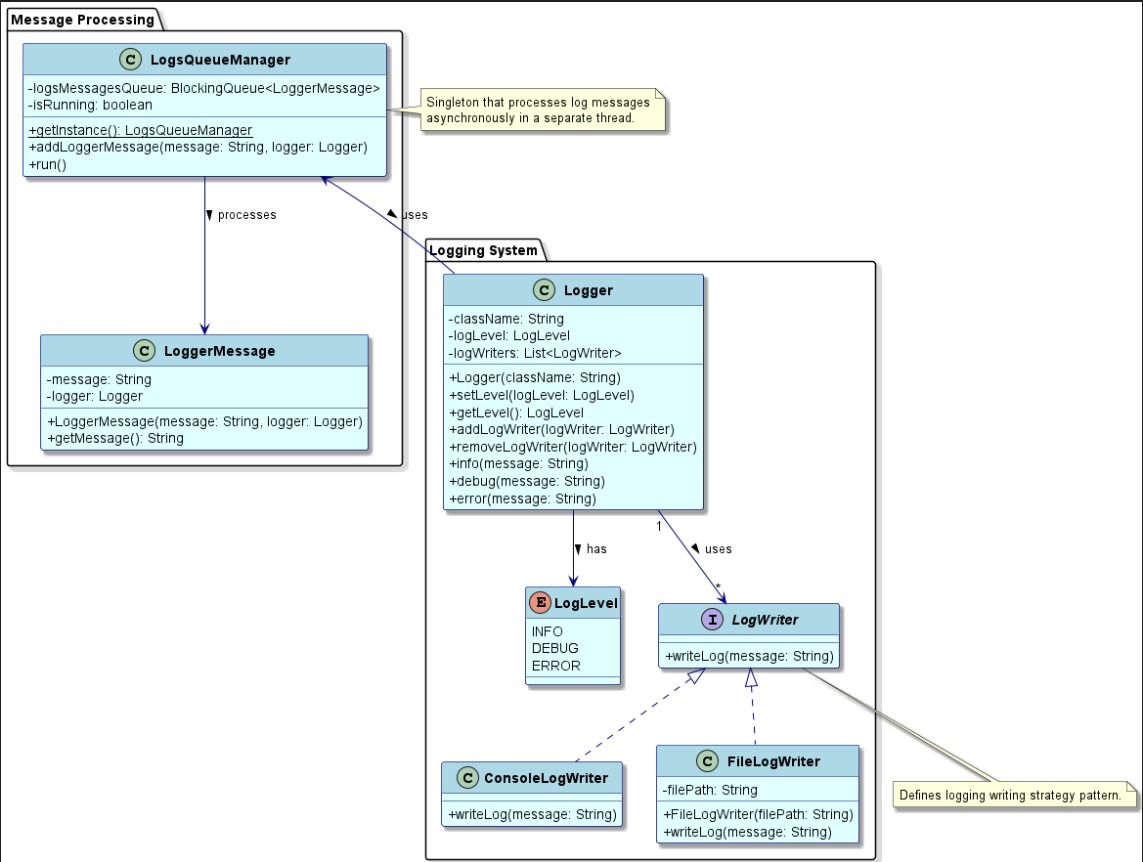 Message Processing
C LogsQueueManager
-logsMessagesQueue: BlockingQueue<LoggerMessage>
-isRunning: boolean
+getInstance(): LogsQueueManager
+addLoggerMessage(message: String, logger: Logger)
+run()
Singleton that processes log messages
asynchronously in a separate thread.
processes
uses
C LoggerMessage
-message: String
-logger: Logger
+LoggerMessage(message: String, logger: Logger)
+getMessage(): String
Logging System
C Logger
-className: String
-logLevel: LogLevel
-logWriters: List<LogWriter>
+Logger(className: String)
+setLevel(logLevel: LogLevel)
+getLevel(): LogLevel
+addLogWriter(logWriter: LogWriter)
+removeLogWriter(logWriter: LogWriter)
+info(message: String)
+debug(message: String)
+error(message: String)
1
has
uses
*
E LogLevel
INFO
DEBUG
ERROR
I LogWriter
+writeLog(message: String)
C ConsoleLogWriter
+writeLog(message: String)
C FileLogWriter
-filePath: String
+FileLogWriter(filePath: String)
+writeLog(message: String)
Defines logging writing strategy pattern.